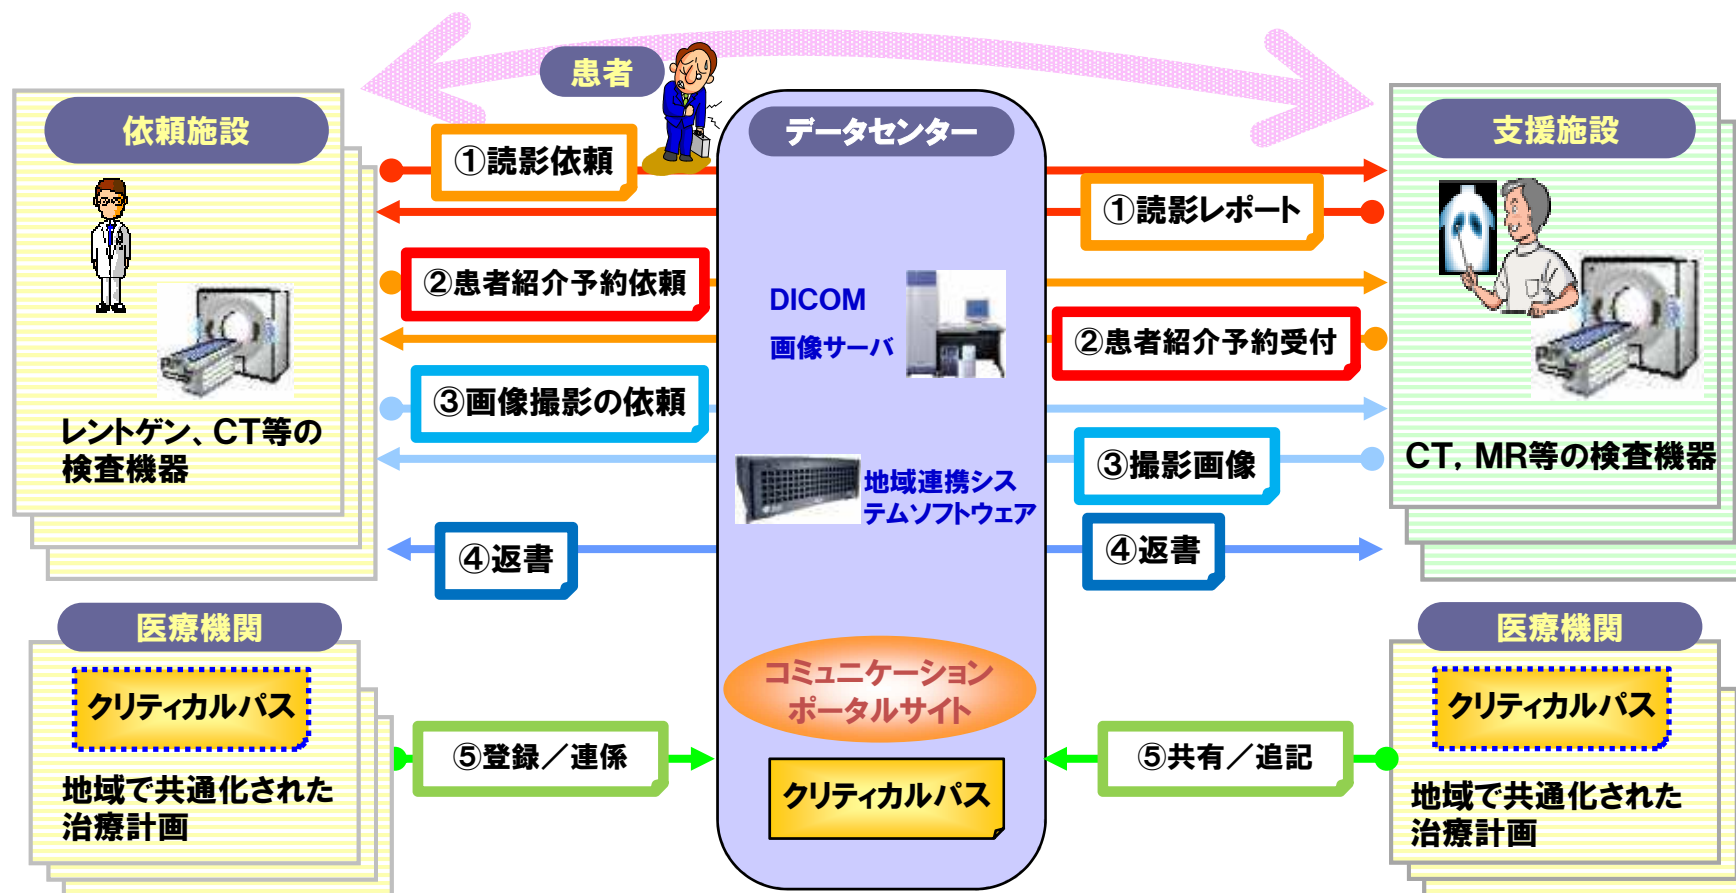 患者
依頼施設
データセンター
支援施設
①読影依頼
①読影レポート
②患者紹介予約依頼
DICOM
画像サーバ
②患者紹介予約受付
③画像撮影の依頼
レントゲン、CT等の
検査機器
③撮影画像
CT, MR等の検査機器
地域連携シス
テムソフトウェア
④返書
④返書
医療機関
医療機関
クリティカルパス
コミュニケーション
ポータルサイト
クリティカルパス
⑤登録／連係
⑤共有／追記
地域で共通化された
治療計画
クリティカルパス
地域で共通化された
治療計画